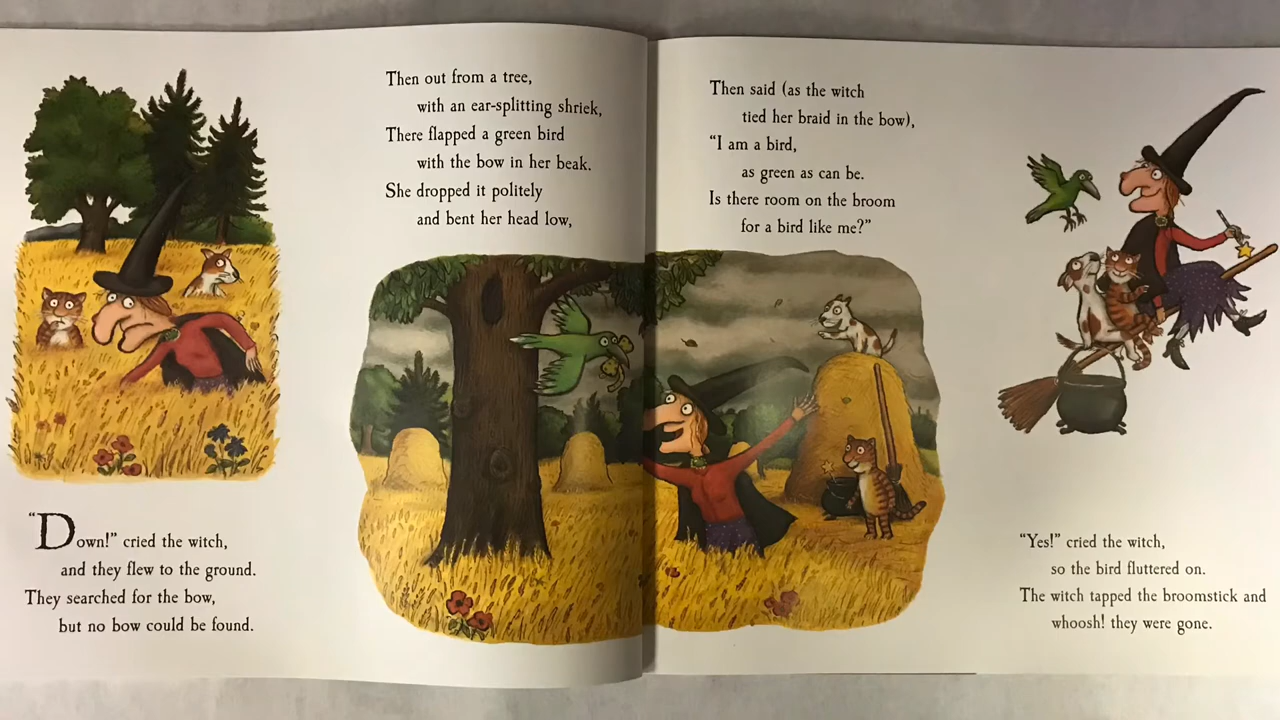 “Down!” cried the witch,
and they flew to the ground.
They searched for the bow,
but no bow could be found.
Then out from a tree,
with an ear-splitting shriek,
There flapped a green bird
with the bow in her beak.
She dropped it politely
and bent her head low,
Then said (as the witch
tied her braid in the bow),
“I am a bird,
as green as can be.
Is there room on the broom
for a bird like me?”
“Yes!” cried the witch,
so the bird fluttered on.
The witch tapped the broomstick and
whoosh! they were gone.